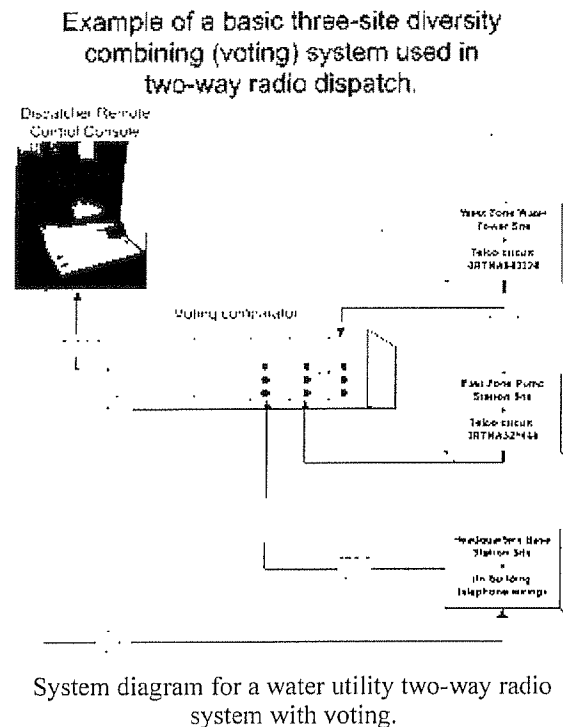 Example of a basic three-site diversity
combining (voting) system used in
two-way radio dispatch.
Dispatcher Remote
Control Console
Voting comparator
West Zone Water
Tower Site
Telco circuit
East Zone Pump
Station Site
Telco circuit
Headquarters Base
Station Site
(In building
telephone wiring)
System diagram for a water utility two-way radio
system with voting.